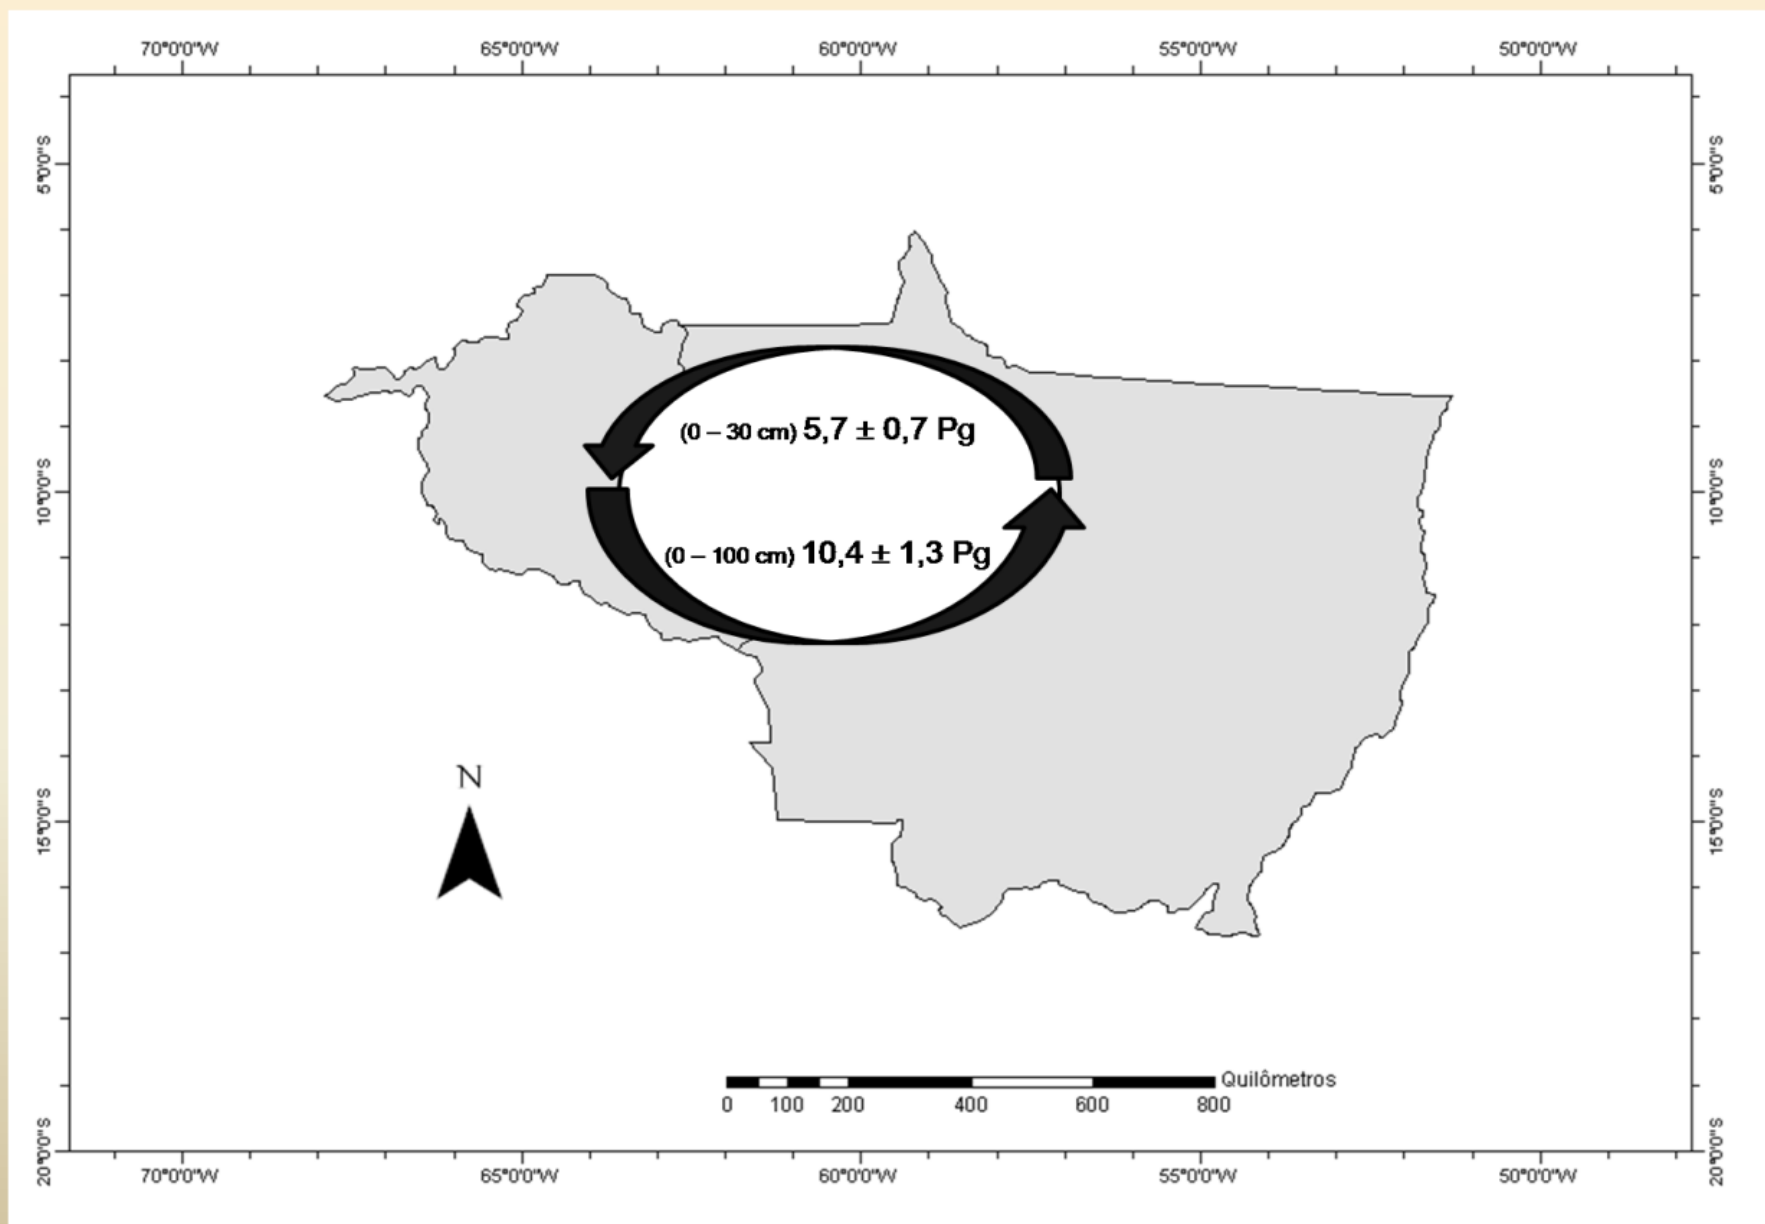 70°0'0"W 65°0'0"W 60°0'0"W 55°0'0"W 50°0'0"W
5°0'0"S 5°0'0"S
(0 – 30 cm) 5,7 ± 0,7 Pg
10°0'0"S 10°0'0"S
(0 – 100 cm) 10,4 ± 1,3 Pg
N
15°0'0"S 15°0'0"S
Quilômetros
0 100 200 400 600 800
20°0'0"S 20°0'0"S
70°0'0"W 65°0'0"W 60°0'0"W 55°0'0"W 50°0'0"W